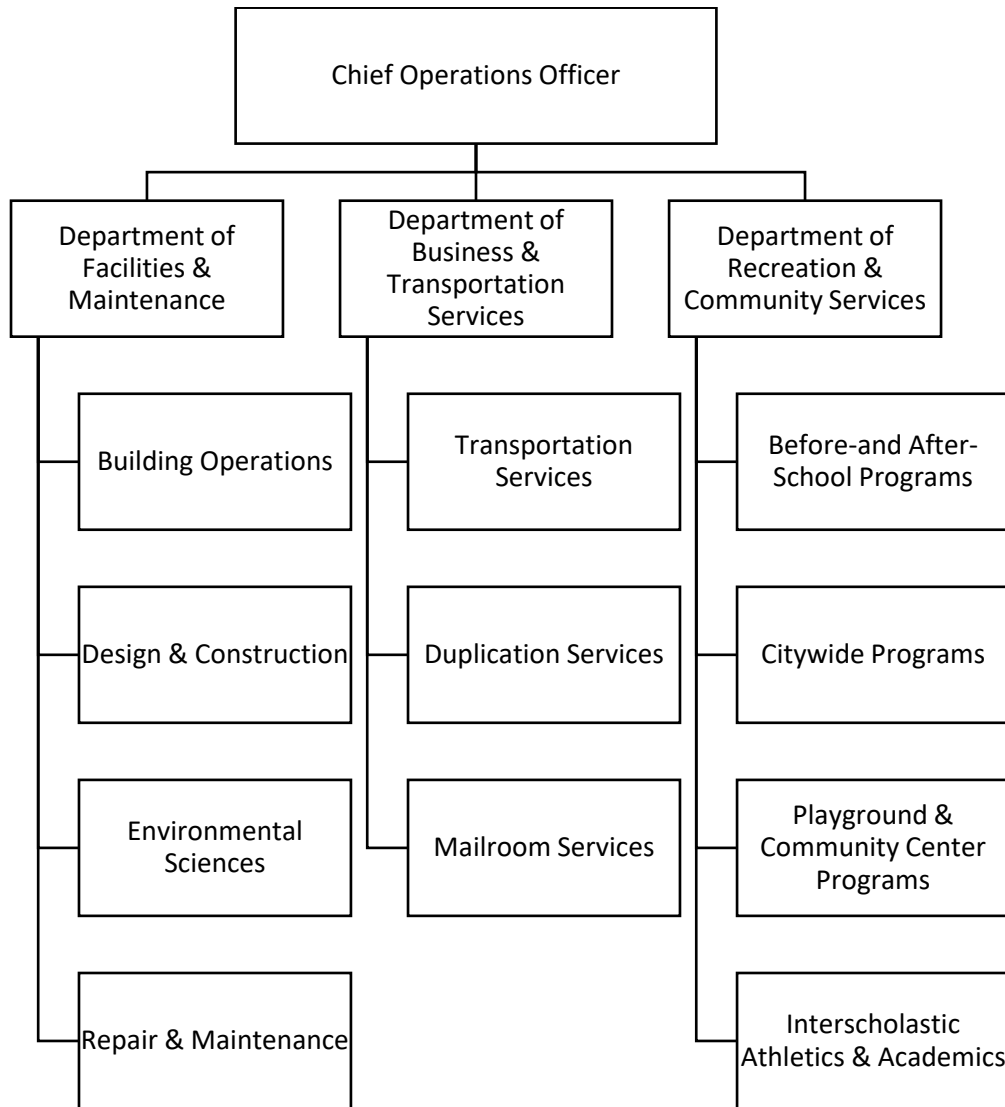 Chief Operations Officer
Department of
Facilities &
Maintenance
Department of
Business &
Transportation
Services
Department of
Recreation &
Community Services
Building Operations
Transportation
Services
Before-and After-
School Programs
Design & Construction
Duplication Services
Citywide Programs
Environmental
Sciences
Mailroom Services
Playground &
Community Center
Programs
Repair & Maintenance
Interscholastic
Athletics & Academics